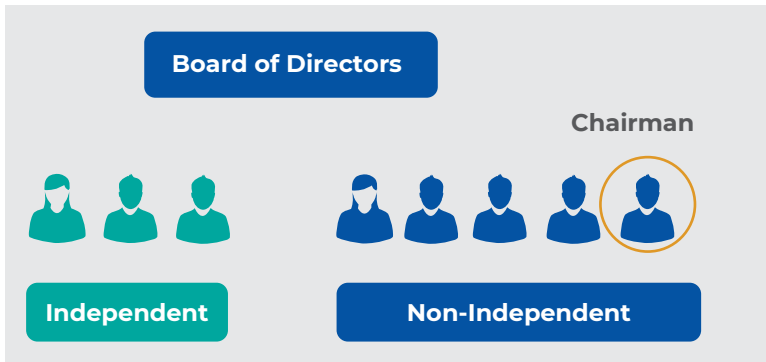 Board of Directors
Chairman
Independent
Non-Independent